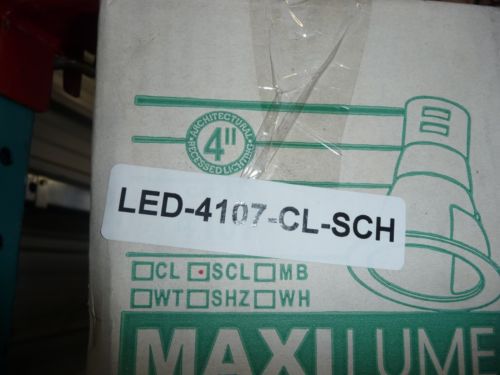 ARCHITECTURAL
4"
RECESSED LIGHTING
LED-4107-CL-SCH
CL SCL MB
WT SHZ WH
MAXILUME